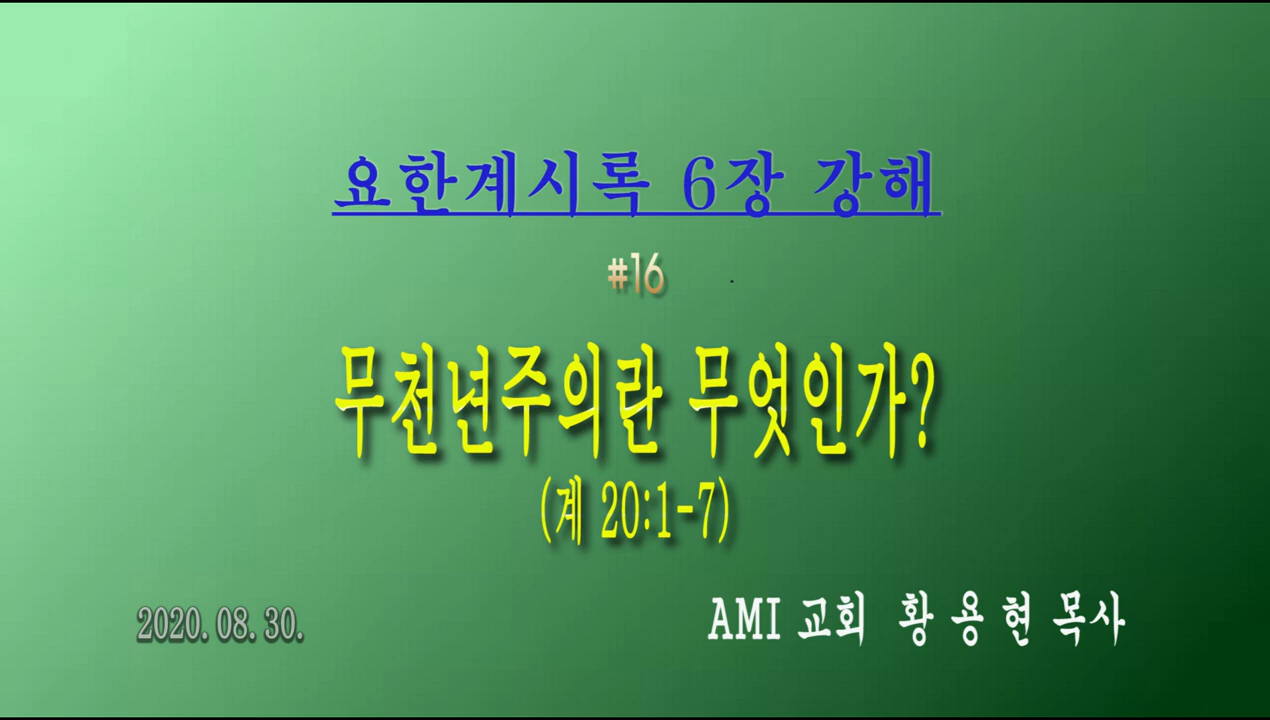 요한계시록 6장 강해
#16
무천년주의란 무엇인가?
(계 20:1-7)
2020. 08. 30.
AMI 교회 황 용 현 목사